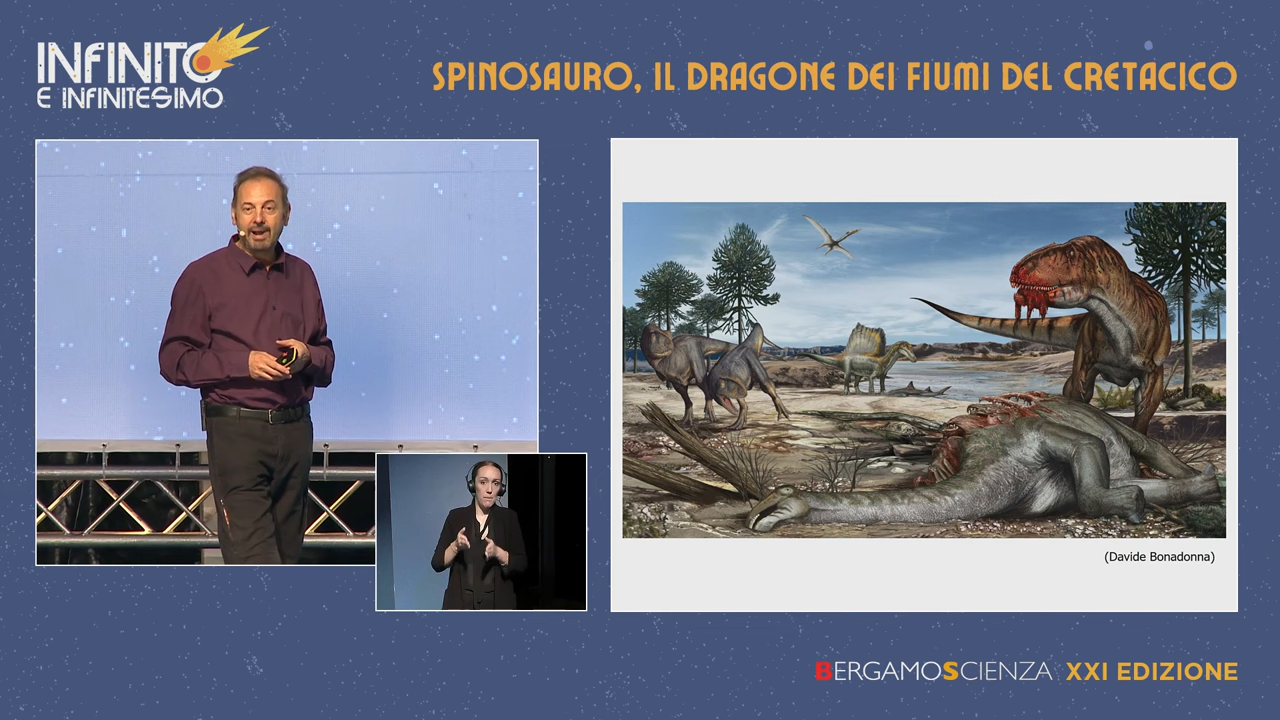 INFINITO
E INFINITESIMO
SPINOSAURO, IL DRAGONE DEI FIUMI DEL CRETACICO
(Davide Bonadonna)
BERGAMOSCIENZA XXI EDIZIONE